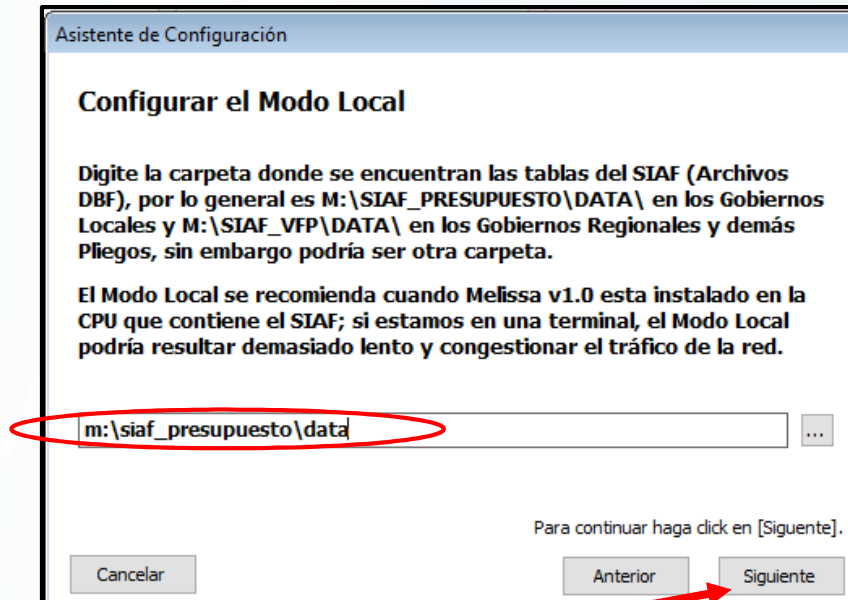 Asistente de Configuración
Configurar el Modo Local
Digite la carpeta donde se encuentran las tablas del SIAF (Archivos
DBF), por lo general es M:\SIAF_PRESUPUESTO\DATA\ en los Gobiernos
Locales y M:\SIAF_VFP\DATA\ en los Gobiernos Regionales y demás
Pliegos, sin embargo podría ser otra carpeta.
El Modo Local se recomienda cuando Melissa v1.0 esta instalado en la
CPU que contiene el SIAF; si estamos en una terminal, el Modo Local
podría resultar demasiado lento y congestionar el tráfico de la red.
m:\siaf_presupuesto\data
...
Para continuar haga click en [Siguente].
Cancelar
Anterior
Siguiente